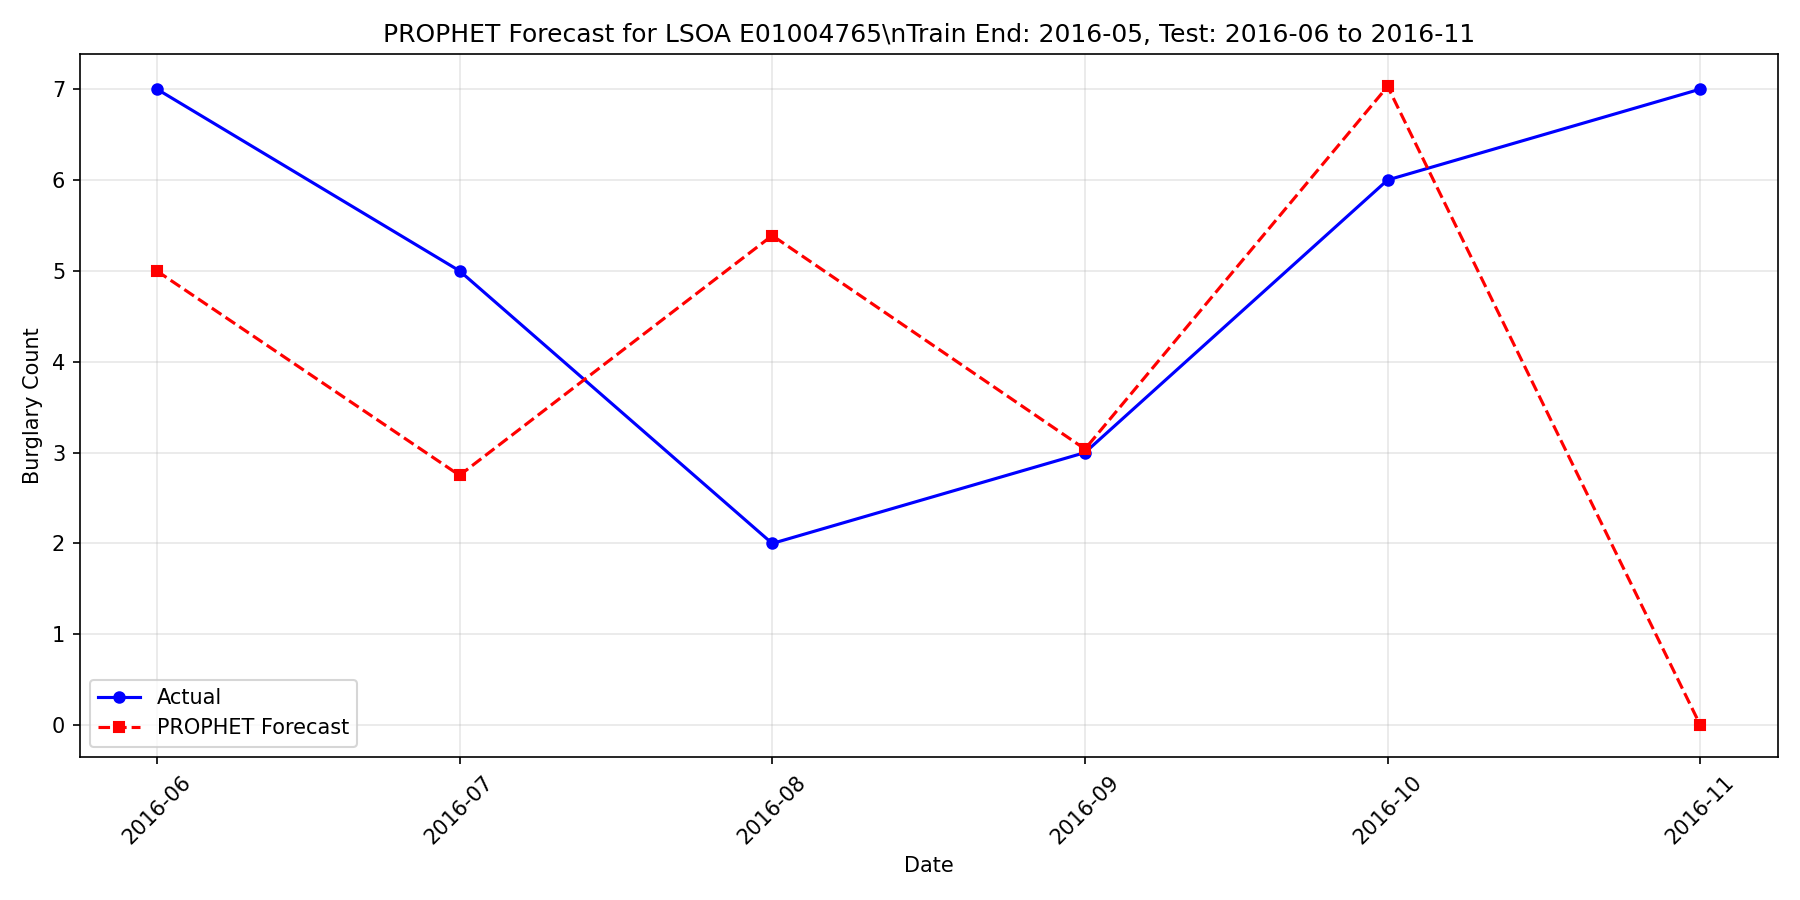 PROPHET Forecast for LSOA E01004765\nTrain End: 2016-05, Test: 2016-06 to 2016-11
Burglary Count
7
6
5
4
3
2
1
0
Actual
PROPHET Forecast
2016-06
2016-07
2016-08
2016-09
2016-10
2016-11
Date